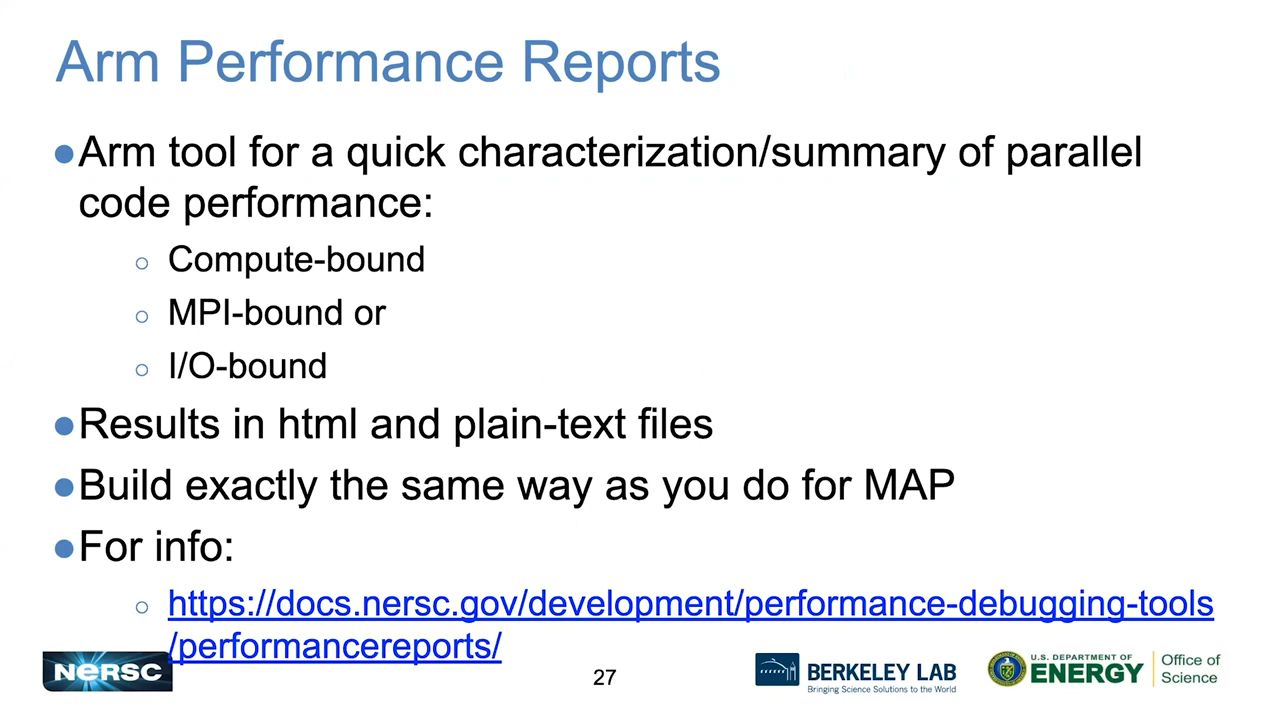 Arm Performance Reports
●Arm tool for a quick characterization/summary of parallel
code performance:
○ Compute-bound
○ MPI-bound or
○ I/O-bound
●Results in html and plain-text files
●Build exactly the same way as you do for MAP
●For info:
○ https://docs.nersc.gov/development/performance-debugging-tools
/performancereports/
NERSC
27
BERKELEY LAB
Bringing Science Solutions to the World
U.S. DEPARTMENT OF
ENERGY
Office of
Science